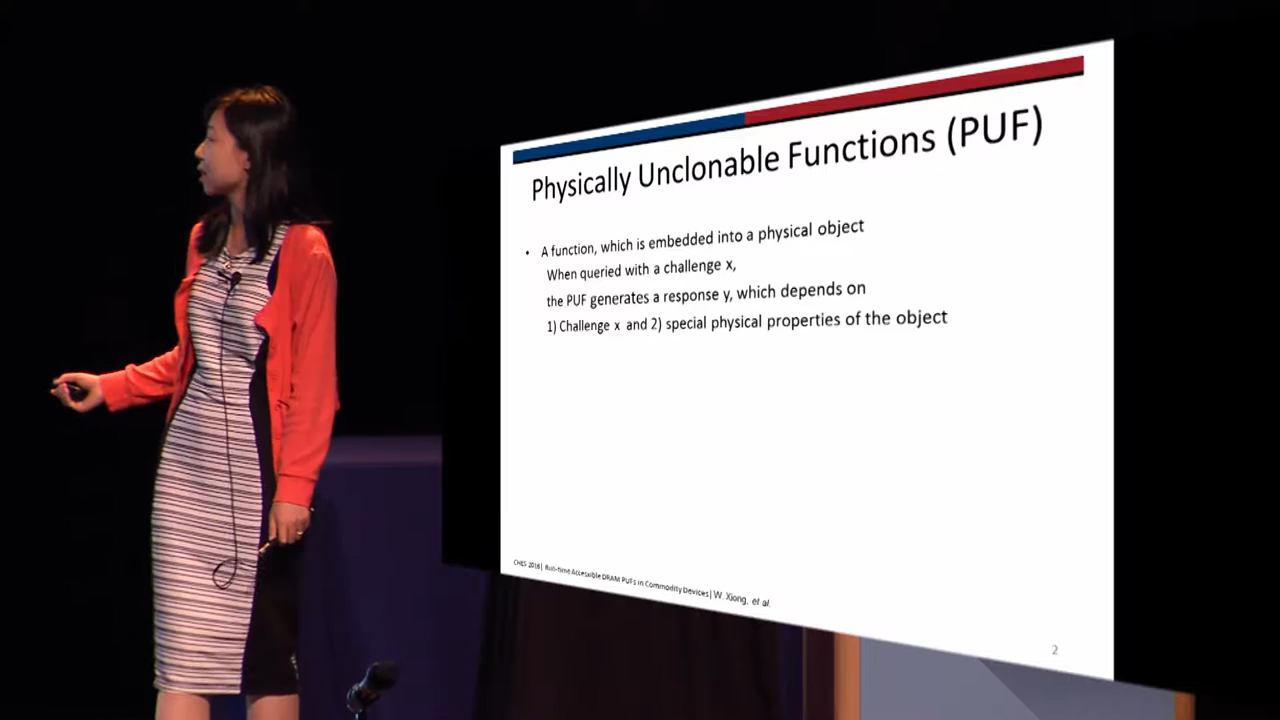 Physically Unclonable Functions (PUF)
• A function, which is embedded into a physical object
When queried with a challenge x,
the PUF generates a response y, which depends on
1) Challenge x and 2) special physical properties of the object
CHES 2016| Run-time Accessible DRAM PUFs in Commodity Devices| W. Xiong, et al.
2